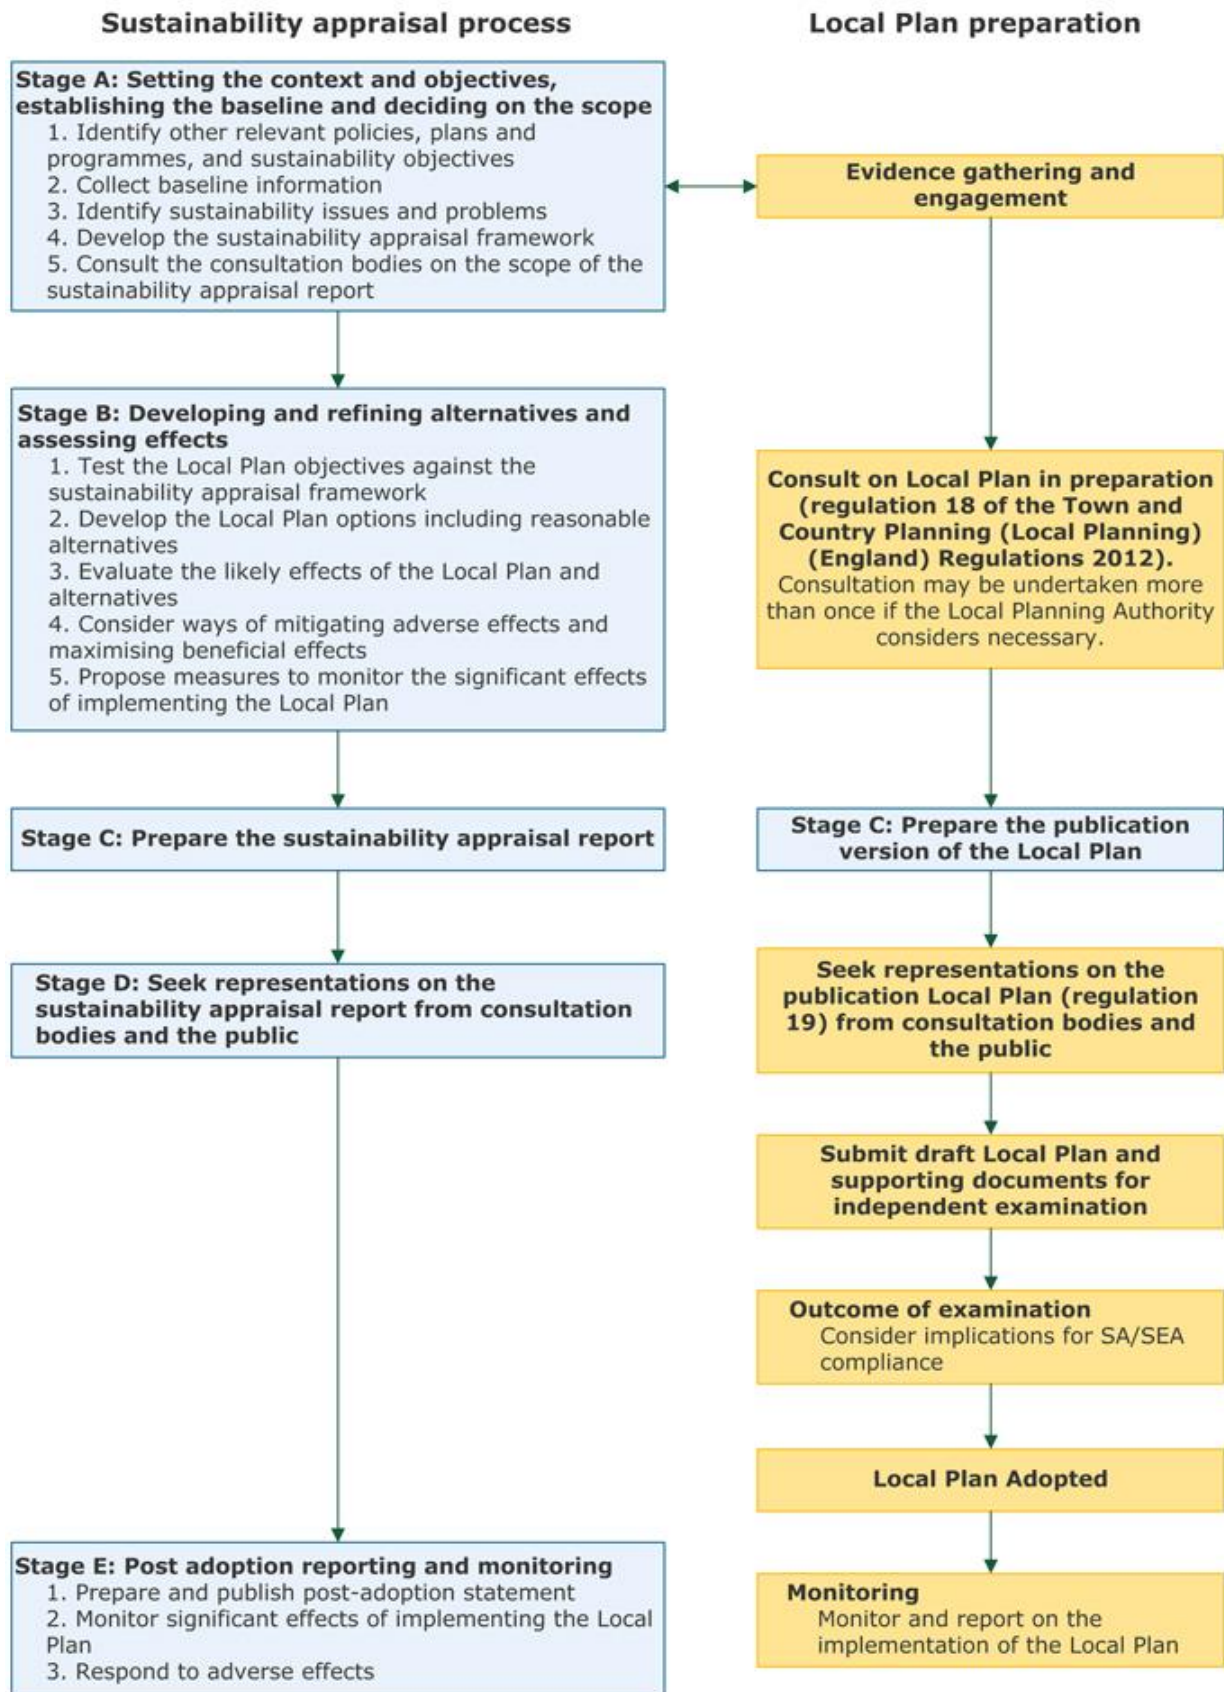 Sustainability appraisal process
Local Plan preparation
Stage A: Setting the context and objectives,
establishing the baseline and deciding on the scope
1. Identify other relevant policies, plans and
programmes, and sustainability objectives
2. Collect baseline information
3. Identify sustainability issues and problems
4. Develop the sustainability appraisal framework
5. Consult the consultation bodies on the scope of the
sustainability appraisal report
Evidence gathering and
engagement
Stage B: Developing and refining alternatives and
assessing effects
1. Test the Local Plan objectives against the
sustainability appraisal framework
2. Develop the Local Plan options including reasonable
alternatives
3. Evaluate the likely effects of the Local Plan and
alternatives
4. Consider ways of mitigating adverse effects and
maximising beneficial effects
5. Propose measures to monitor the significant effects
of implementing the Local Plan
Consult on Local Plan in preparation
(regulation 18 of the Town and
Country Planning (Local Planning)
(England) Regulations 2012).
Consultation may be undertaken more
than once if the Local Planning Authority
considers necessary.
Stage C: Prepare the sustainability appraisal report
Stage C: Prepare the publication
version of the Local Plan
Stage D: Seek representations on the
sustainability appraisal report from consultation
bodies and the public
Seek representations on the
publication Local Plan (regulation
19) from consultation bodies and
the public
Submit draft Local Plan and
supporting documents for
independent examination
Outcome of examination
Consider implications for SA/SEA
compliance
Local Plan Adopted
Stage E: Post adoption reporting and monitoring
1. Prepare and publish post-adoption statement
2. Monitor significant effects of implementing the Local
Plan
3. Respond to adverse effects
Monitoring
Monitor and report on the
implementation of the Local Plan